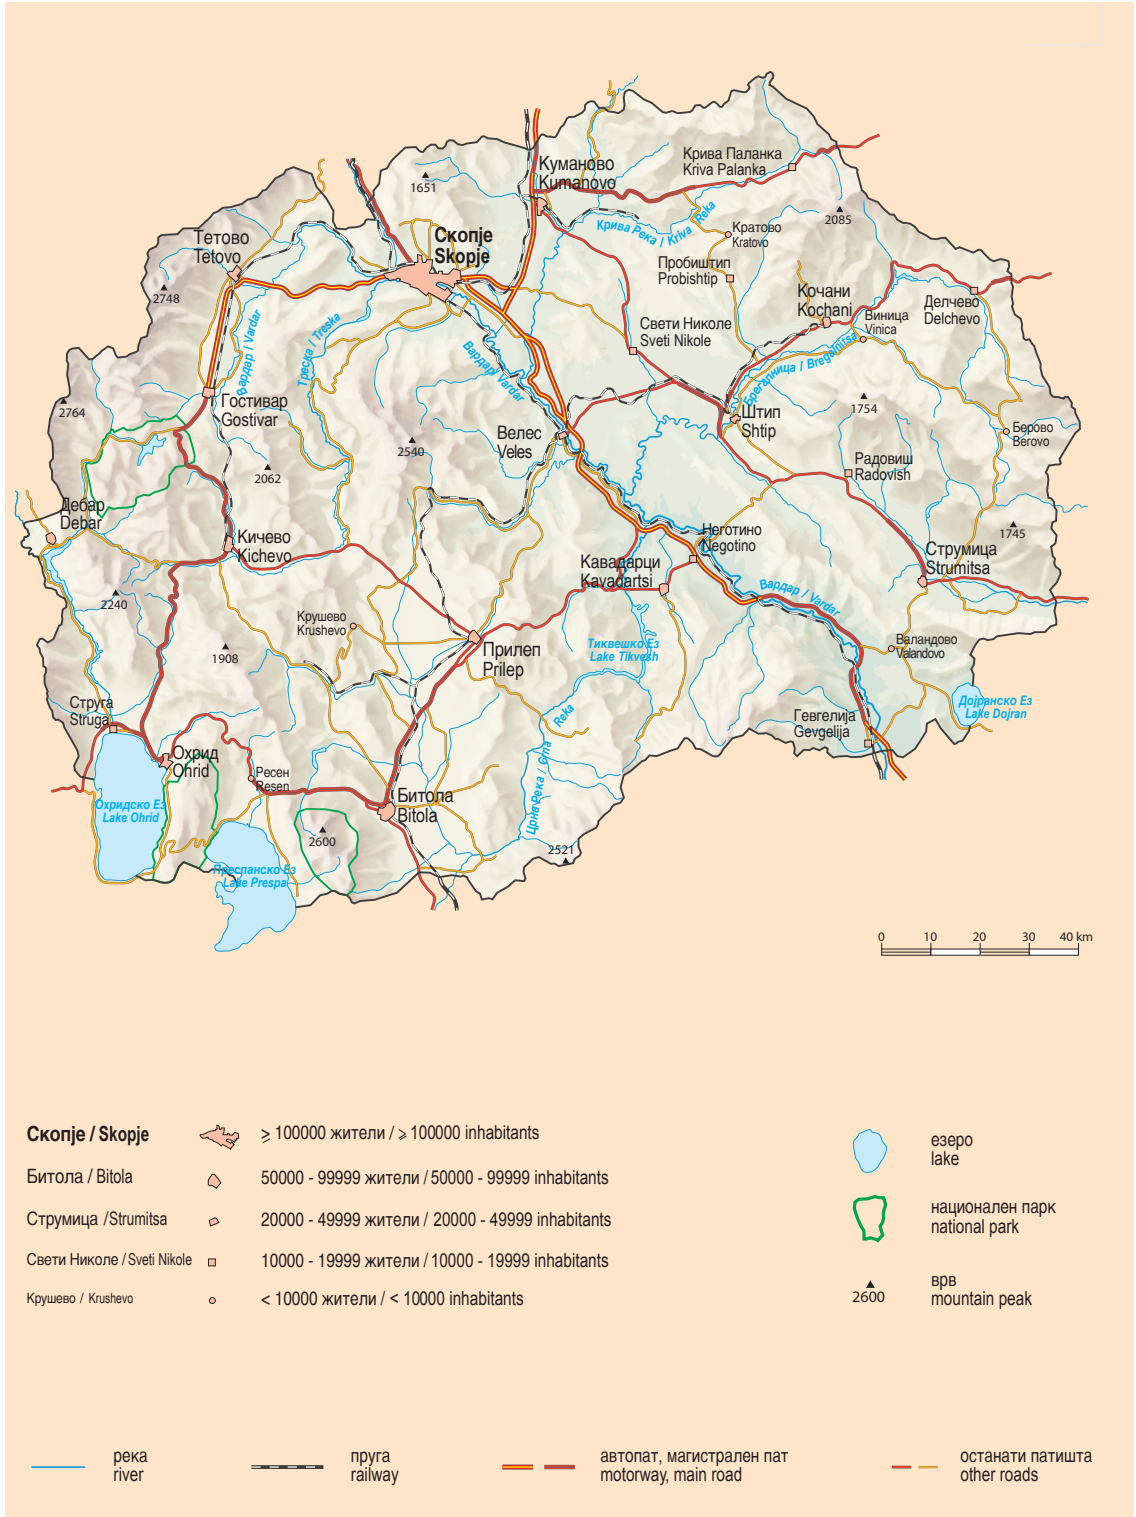 Крива Паланка
Kriva Palanka
Куманово
Kumanovo
1651
2085
Крива Река / Kriva Reka
Кратово
Kratovo
Скопје
Skopje
Тетово
Tetovo
Пробиштип
Probishtip
2748
Кочани
Kochani
Виница
Vinica
Делчево
Delchevo
Вардар / Vardar
Треска / Treska
Свети Николе
Sveti Nikole
Вардар / Vardar
Брегалница / Bregalnitsa
2764
Гостивар
Gostivar
1754
Штип
Shtip
Берово
Berovo
Велес
Veles
2540
2062
Радовиш
Radovish
Дебар
Debar
Кичево
Kichevo
Неготино
Negotino
1745
Струмица
Strumitsa
Кавадарци
Kavadartsi
2240
Вардар / Vardar
Крушево
Krushevo
1908
Прилеп
Prilep
Тиквешко Ез
Lake Tikvesh
Валандово
Valandovo
Струга
Struga
Дојранско Ез
Lake Dojran
Гевгелија
Gevgelija
Охрид
Ohrid
Ресен
Resen
Црна Река / Crna Reka
Битола
Bitola
Охридско Ез
Lake Ohrid
2600
2521
Преспанско Ез
Lake Prespa
0 10 20 30 40 km
Скопје / Skopje
≥ 100000 жители / ≥ 100000 inhabitants
Битола / Bitola
50000 - 99999 жители / 50000 - 99999 inhabitants
Струмица / Strumitsa
20000 - 49999 жители / 20000 - 49999 inhabitants
Свети Николе / Sveti Nikole
10000 - 19999 жители / 10000 - 19999 inhabitants
Крушево / Krushevo
< 10000 жители / < 10000 inhabitants
езеро
lake
национален парк
national park
2600
врв
mountain peak
река
river
пруга
railway
автопат, магистрален пат
motorway, main road
останати патишта
other roads